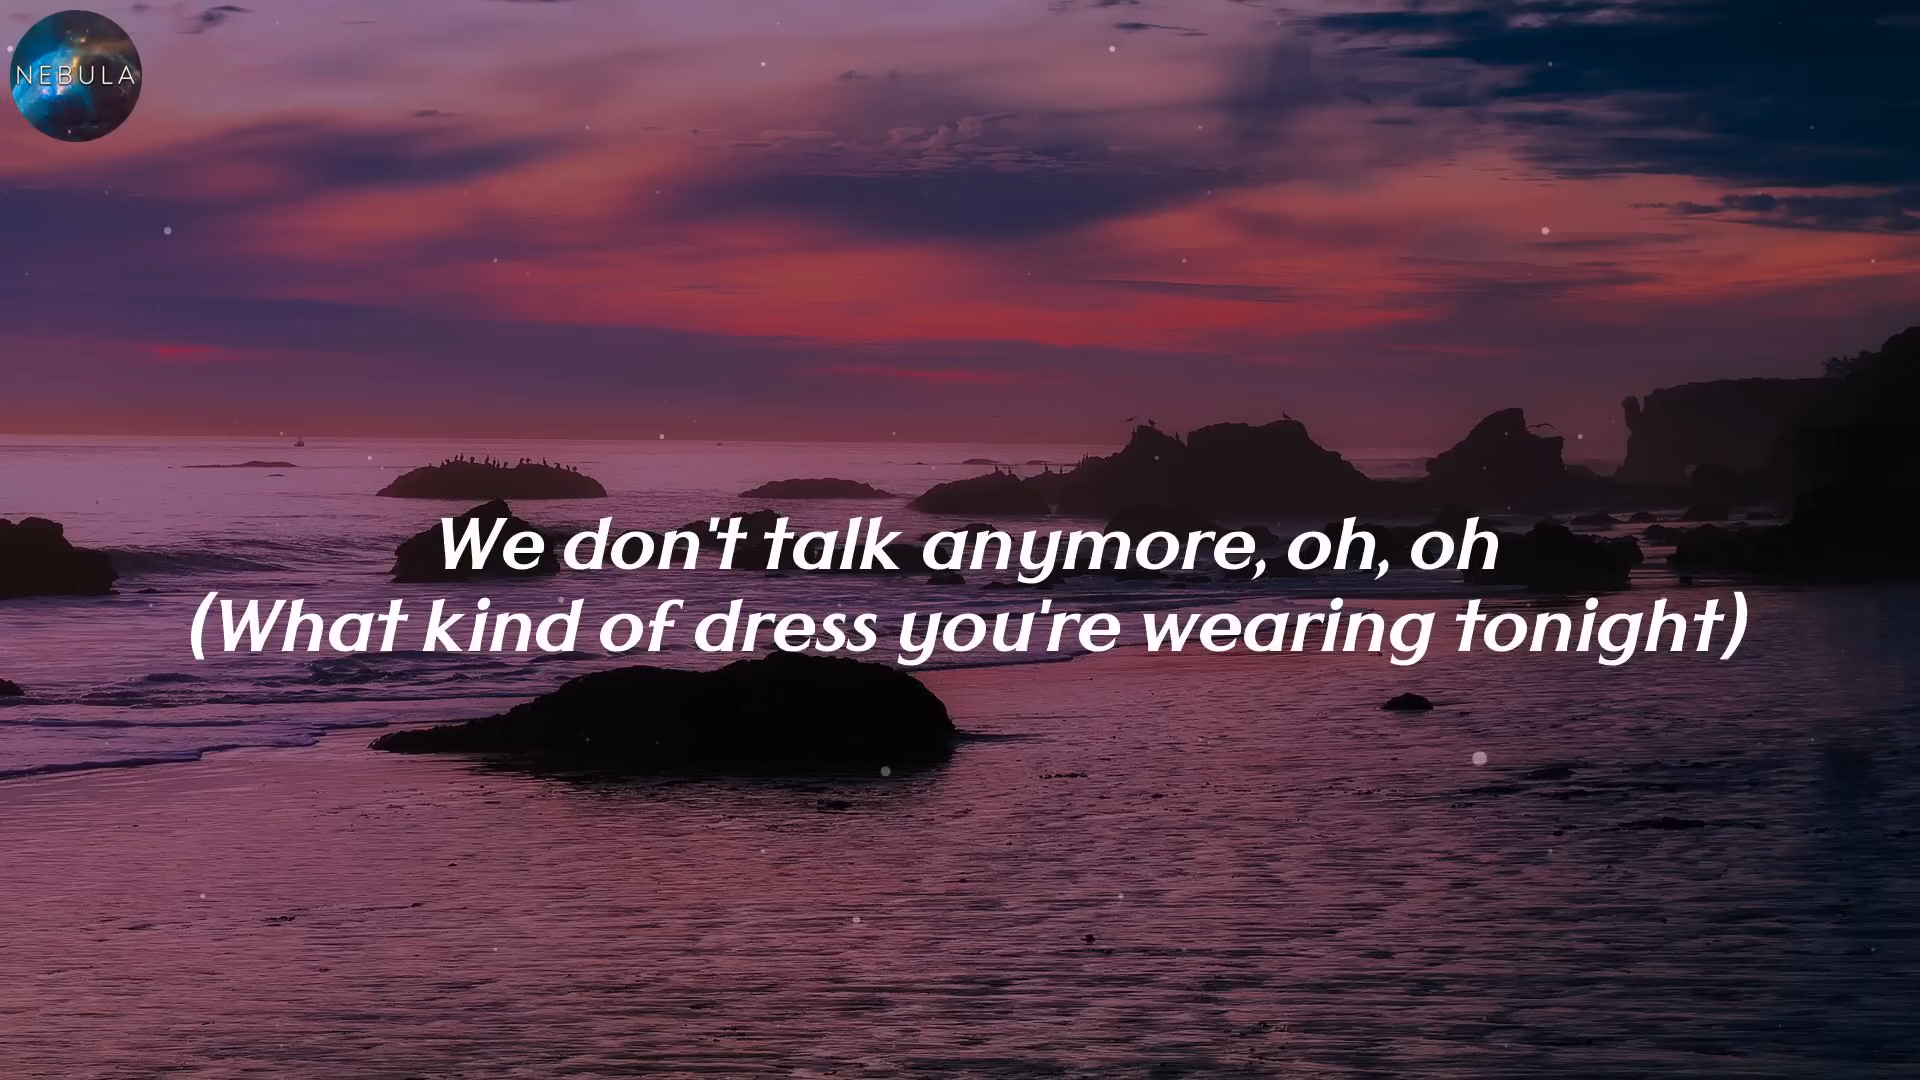 NEBULA
We don't talk anymore, oh, oh
(What kind of dress you're wearing tonight)